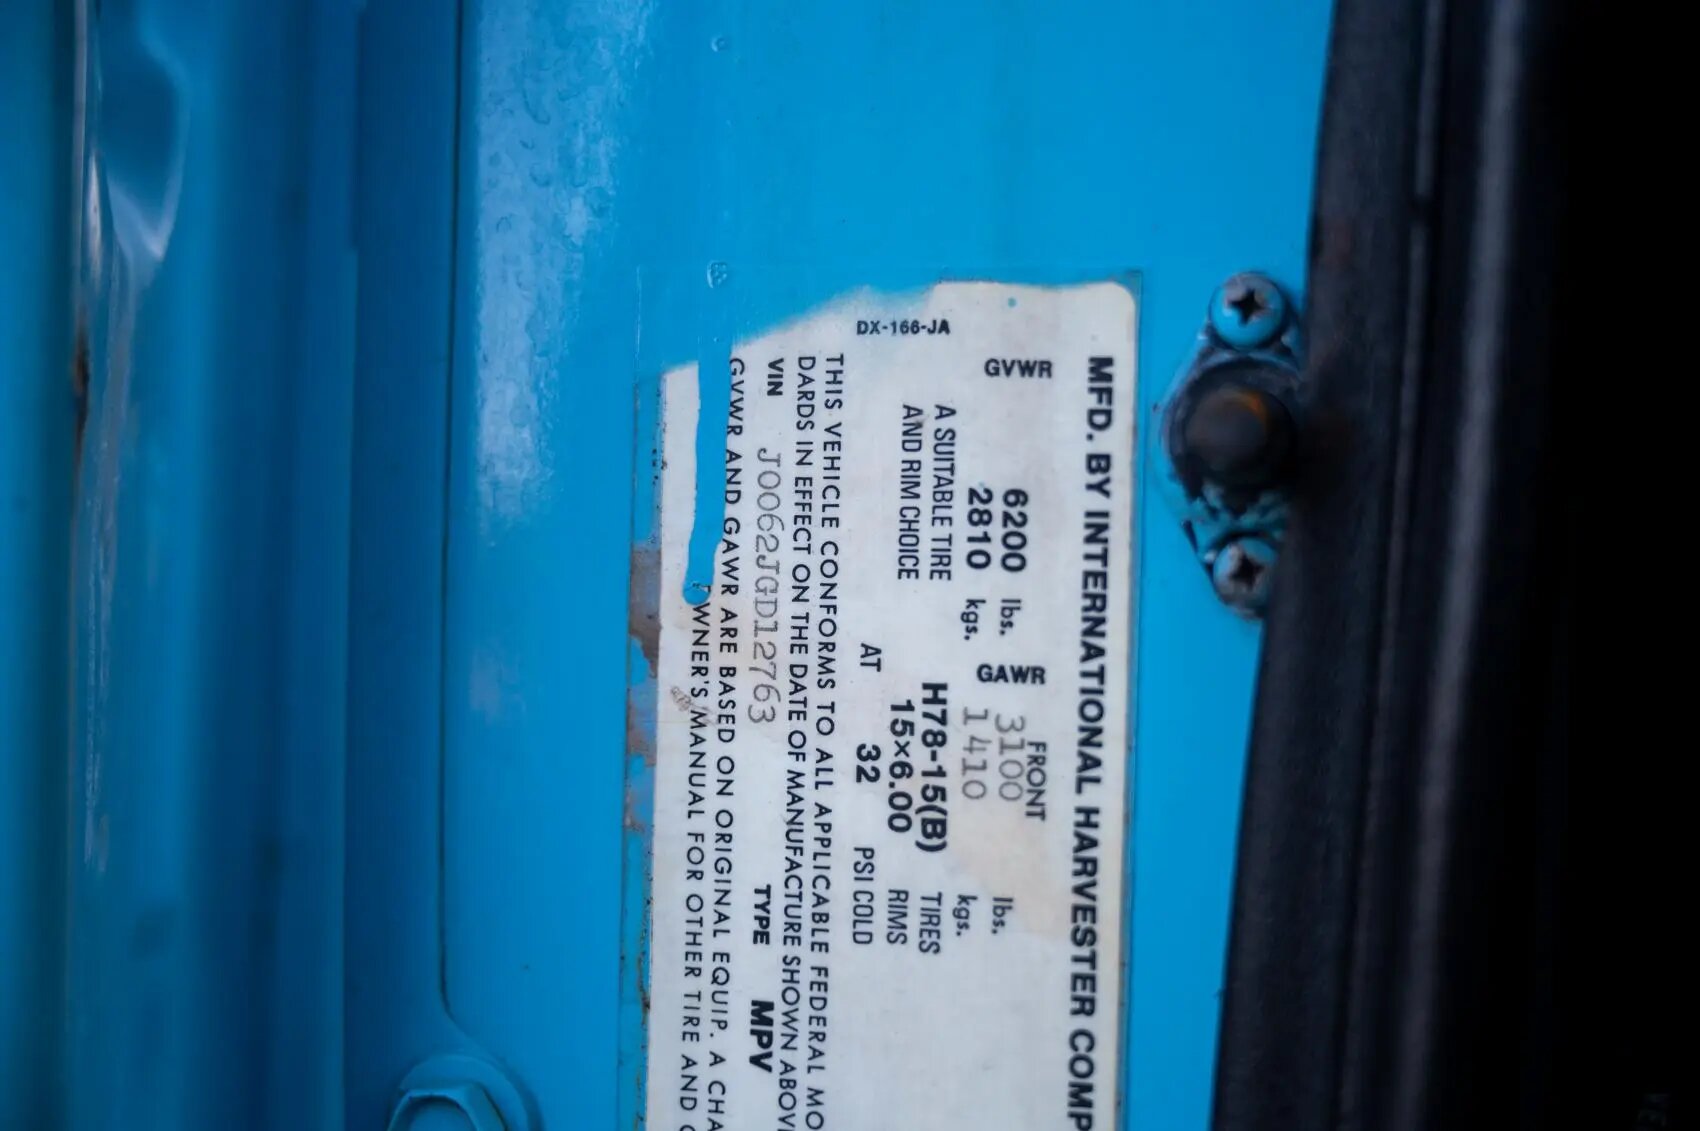 MFD. BY INTERNATIONAL HARVESTER COMP
FRONT
GVWR 6200 lbs. GAWR 3100 lbs.
2810 kgs. 1410 kgs.
A SUITABLE TIRE H78-15(B) TIRES
AND RIM CHOICE 15×6.00 RIMS
DX-166-JA AT 32 PSI COLD
THIS VEHICLE CONFORMS TO ALL APPLICABLE FEDERAL MO
DARDS IN EFFECT ON THE DATE OF MANUFACTURE SHOWN ABOV
VIN J0062JGD12763 TYPE MPV
GVWR AND GAWR ARE BASED ON ORIGINAL EQUIP. A CHA
WNER'S MANUAL FOR OTHER TIRE AND